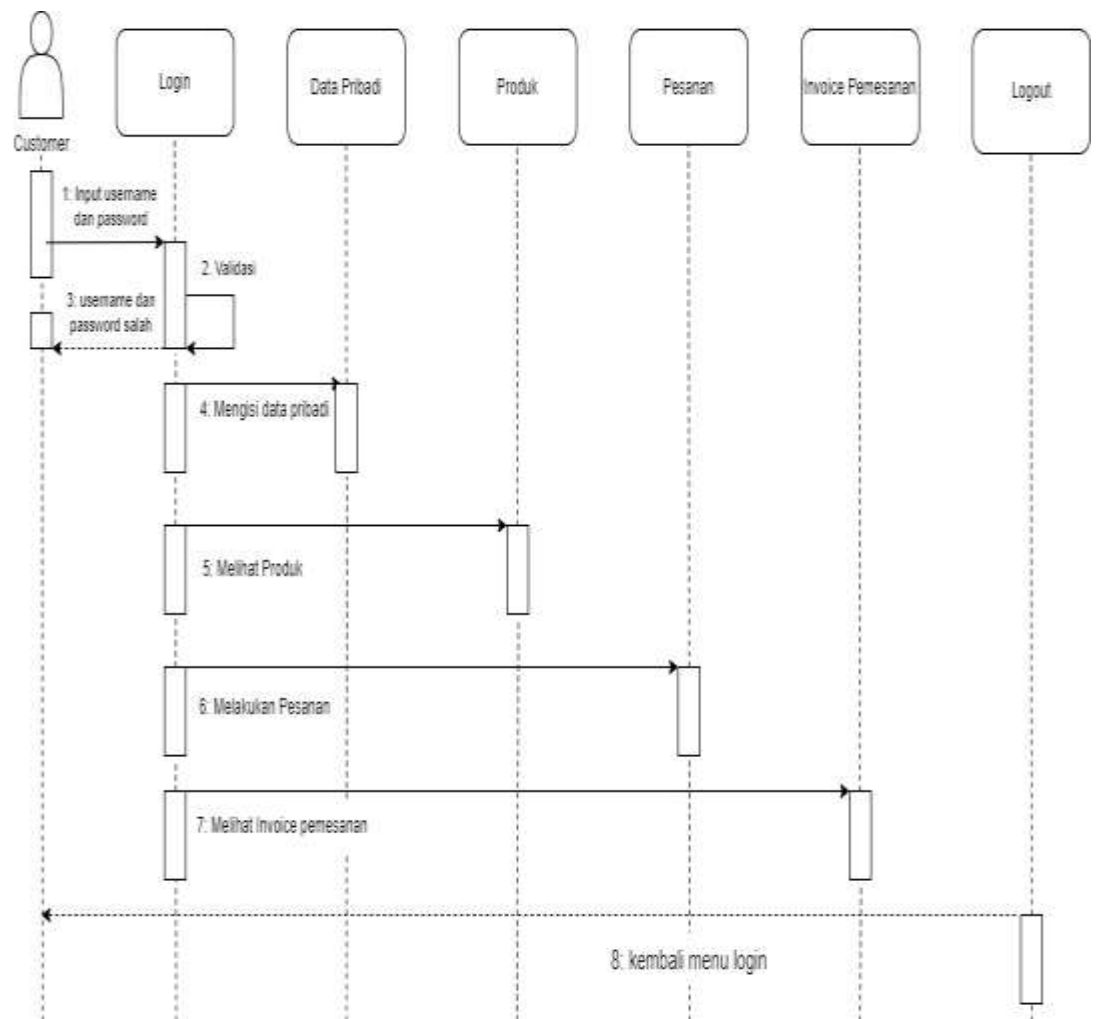 Login
Data Pribadi
Produk
Pesanan
Invoice Pemesanan
Logout
Customer
1: Input username
dan password
2. Validasi
3: username dan
password salah
4: Mengisi data pribadi
5: Melihat Produk
6: Melakukan Pesanan
7: Melihat Invoice pemesanan
8: kembali menu login